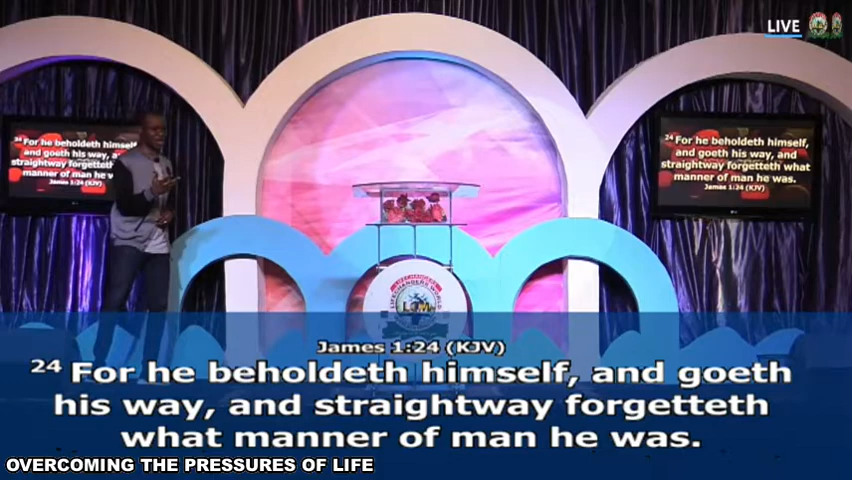 LIVE
24 For he beholdeth himself,
and goeth his way, and
straightway forgetteth
manner of man he w
James 1:24 (KJV)
24 For he beholdeth himself,
and goeth his way, and
straightway forgetteth what
manner of man he was.
James 1:24 (KJV)
LIFECHANGERS WORLD
James 1:24 (KJV)
24 For he beholdeth himself, and goeth
his way, and straightway forgetteth
what manner of man he was.
OVERCOMING THE PRESSURES OF LIFE